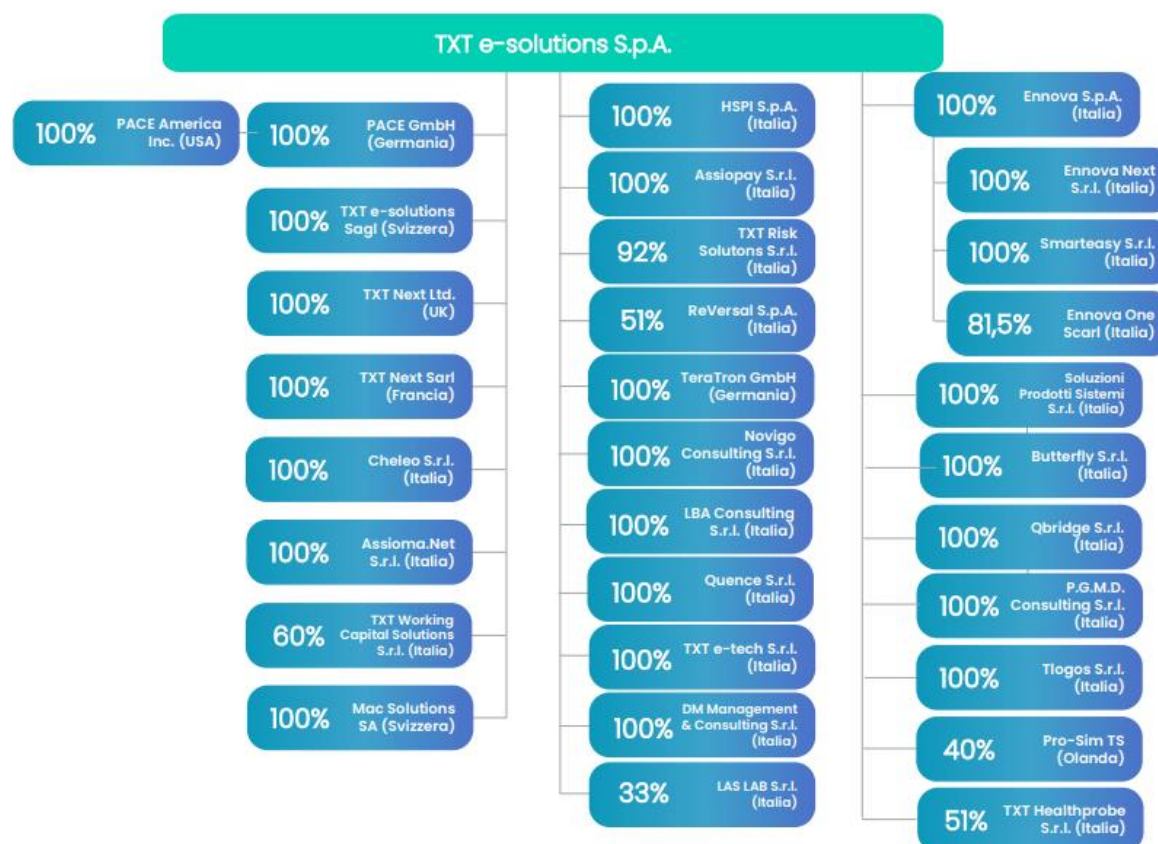 TXT e-solutions S.p.A.
100%
PACE America
Inc. (USA)
100%
PACE GmbH
(Germania)
100%
TXT e-solutions
Sagl (Svizzera)
100%
TXT Next Ltd.
(UK)
100%
TXT Next Sarl
(Francia)
100%
Cheleo S.r.l.
(Italia)
100%
Assioma.Net
S.r.l. (Italia)
60%
TXT Working
Capital Solutions
S.r.l. (Italia)
100%
Mac Solutions
SA (Svizzera)
100%
HSPI S.p.A.
(Italia)
100%
Assiopay S.r.l.
(Italia)
92%
TXT Risk
Solutons S.r.l.
(Italia)
51%
ReVersal S.p.A.
(Italia)
100%
TeraTron GmbH
(Germania)
100%
Novigo
Consulting S.r.l.
(Italia)
100%
LBA Consulting
S.r.l. (Italia)
100%
Quence S.r.l.
(Italia)
100%
TXT e-tech S.r.l.
(Italia)
100%
DM Management
& Consulting S.r.l.
(Italia)
33%
LAS LAB S.r.l.
(Italia)
100%
Ennova S.p.A.
(Italia)
100%
Ennova Next
S.r.l. (Italia)
100%
Smarteasy S.r.l.
(Italia)
81,5%
Ennova One
Scarl (Italia)
100%
Soluzioni
Prodotti Sistemi
S.r.l. (Italia)
100%
Butterfly S.r.l.
(Italia)
100%
Qbridge S.r.l.
(Italia)
100%
P.G.M.D.
Consulting S.r.l.
(Italia)
100%
Tlogos S.r.l.
(Italia)
40%
Pro-Sim TS
(Olanda)
51%
TXT Healthprobe
S.r.l. (Italia)